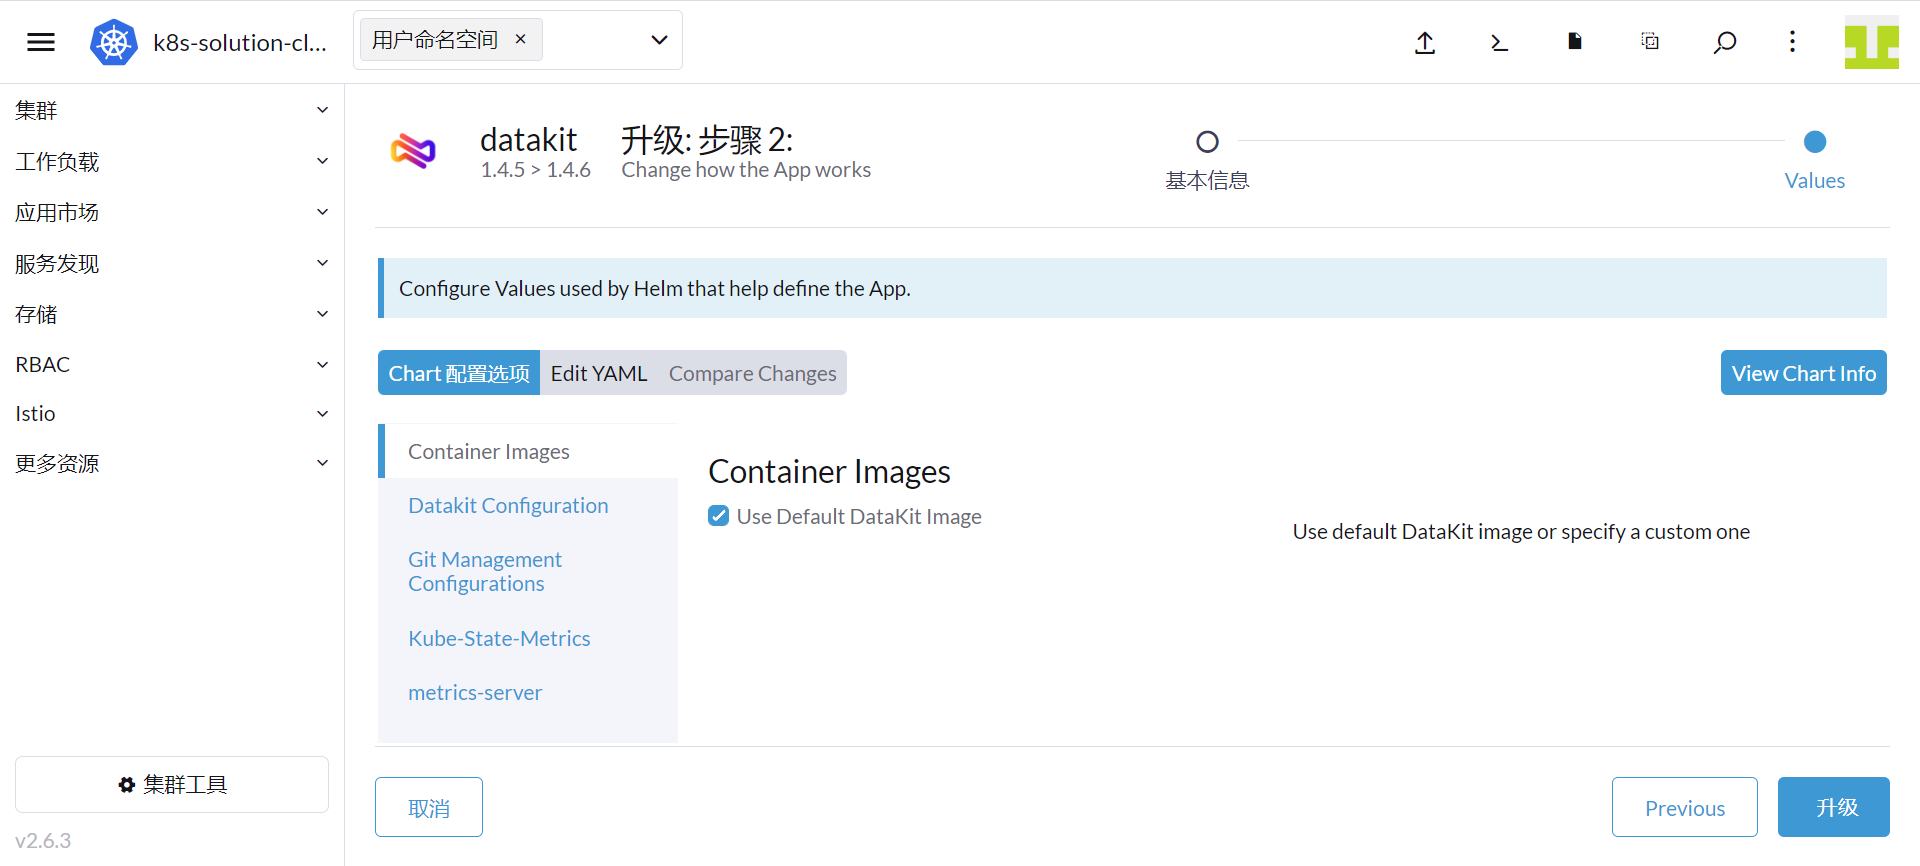 k8s-solution-cl...
用户命名空间 ×
集群
工作负载
应用市场
服务发现
存储
RBAC
Istio
更多资源
集群工具
v2.6.3
datakit
1.4.5 > 1.4.6
升级: 步骤 2:
Change how the App works
基本信息
Values
Configure Values used by Helm that help define the App.
Chart 配置选项 Edit YAML Compare Changes
View Chart Info
Container Images
Datakit Configuration
Git Management
Configurations
Kube-State-Metrics
metrics-server
Container Images
Use Default DataKit Image
Use default DataKit image or specify a custom one
取消
Previous
升级